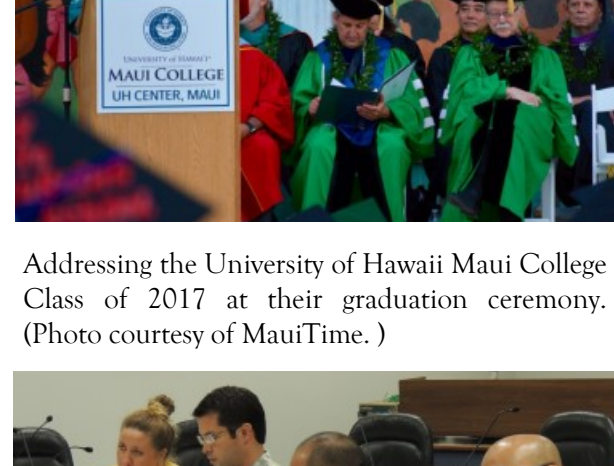 UNIVERSITY of HAWAI'I
MAUI COLLEGE
UH CENTER, MAUI
Addressing the University of Hawaii Maui College
Class of 2017 at their graduation ceremony.
(Photo courtesy of MauiTime. )